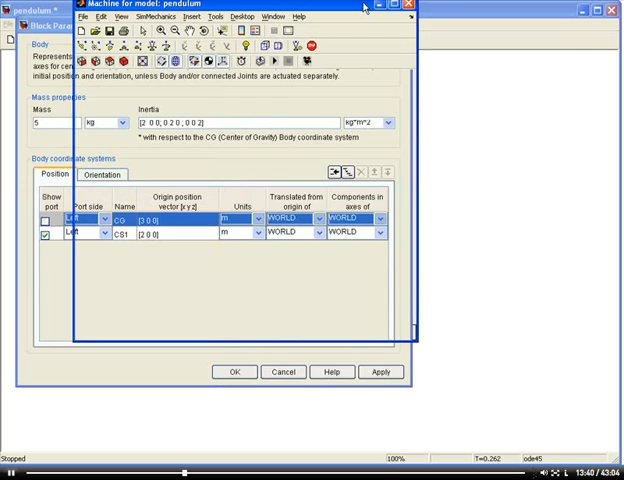 pendulum *
Machine for model: pendulum
Block Para
File Edit View SimMechanics Insert Tools Desktop Window Help
Body
Represents
axes for cen
initial position and orientation, unless Body and/or connected Joints are actuated separately.
Mass properties
Mass
Inertia
5
kg
[2 0 0; 0 2 0 ; 0 0 2]
kg*m^2
* with respect to the CG (Center of Gravity) Body coordinate system
Body coordinate systems
Position
Orientation
Show port
Port side
Name
Origin position vector [x y z]
Units
Translated from origin of
Components in axes of
Left
CG
[3 0 0]
m
WORLD
WORLD
Left
CS1
[2 0 0]
m
WORLD
WORLD
OK
Cancel
Help
Apply
Stopped
100%
T=0.262
ode45
13:40 / 43:04